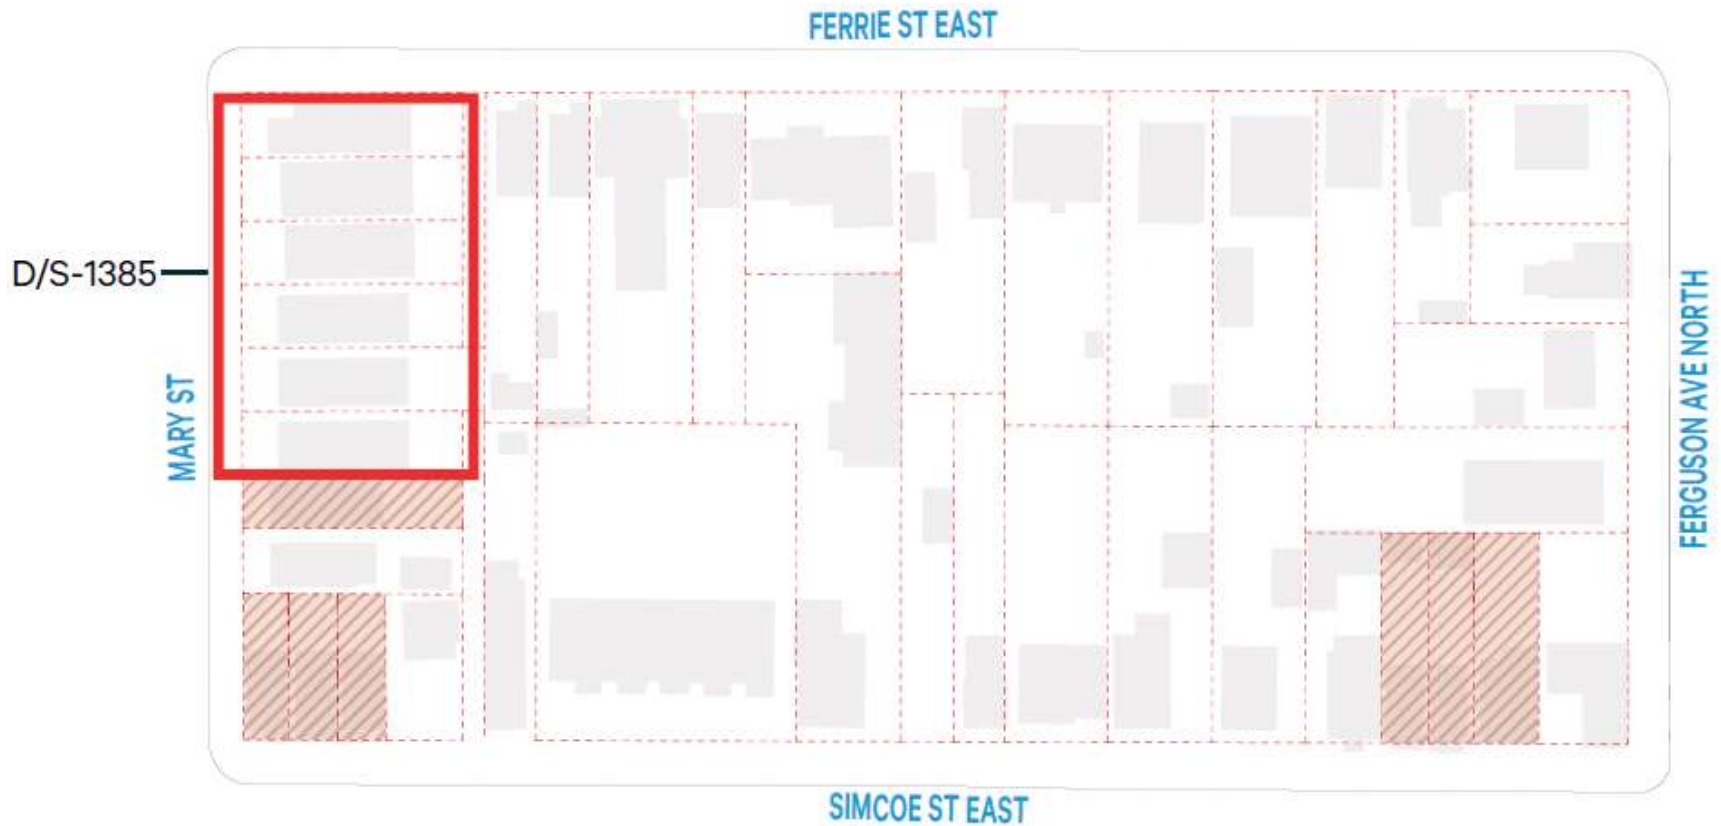 FERRIE ST EAST
D/S-1385
MARY ST
FERGUSON AVE NORTH
SIMCOE ST EAST